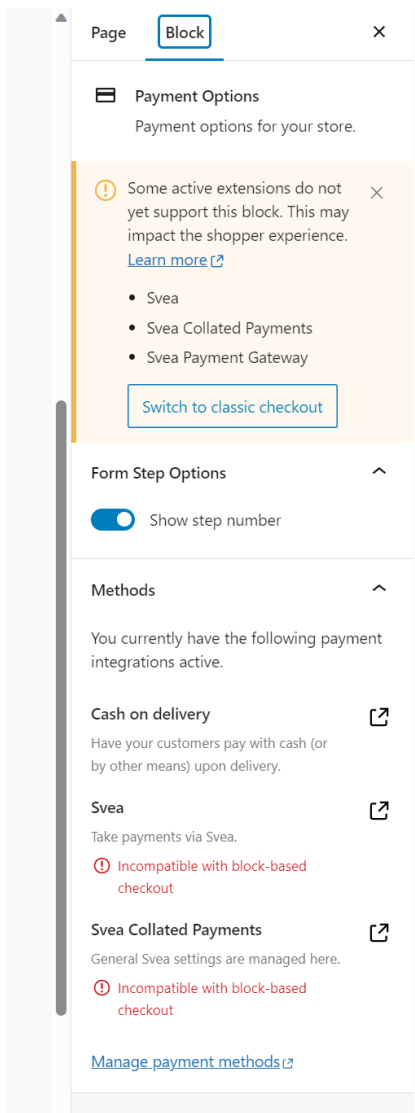 Page
Block
Payment Options
Payment options for your store.
Some active extensions do not
yet support this block. This may
impact the shopper experience.
Learn more
Svea
Svea Collated Payments
Svea Payment Gateway
Switch to classic checkout
Form Step Options
Show step number
Methods
You currently have the following payment
integrations active.
Cash on delivery
Have your customers pay with cash (or
by other means) upon delivery.
Svea
Take payments via Svea.
Incompatible with block-based
checkout
Svea Collated Payments
General Svea settings are managed here.
Incompatible with block-based
checkout
Manage payment methods